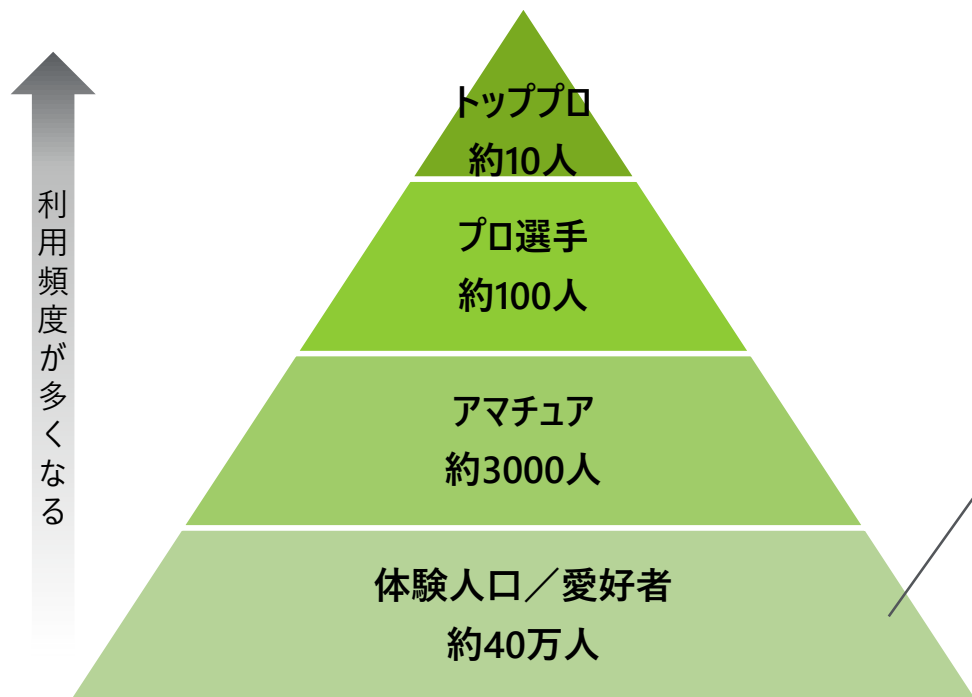 トッププロ
約10人
プロ選手
約100人
アマチュア
約3000人
体験人口／愛好者
約40万人
利用頻度が多くなる